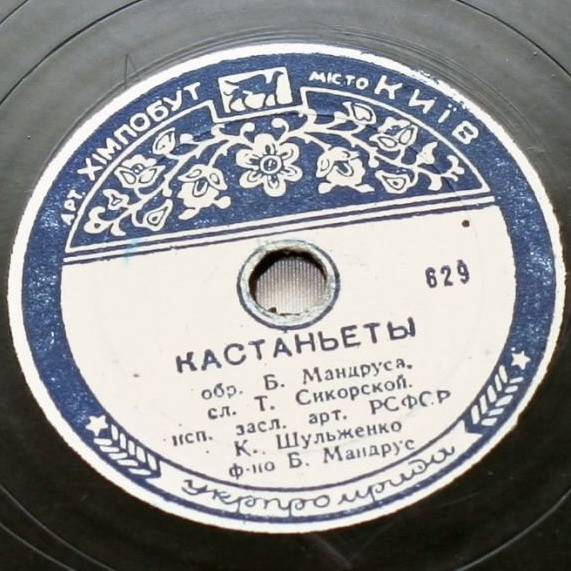 АРТ. ХІМПОБУТ МІСТО КИЇВ
629
КАСТАНЬЕТЫ
обр. Б. Мандруса.
сл. Т. Сикорской.
исп. засл. арт. РСФСР
К. Шульженко
ф-но Б. Мандрус
укрпромрада